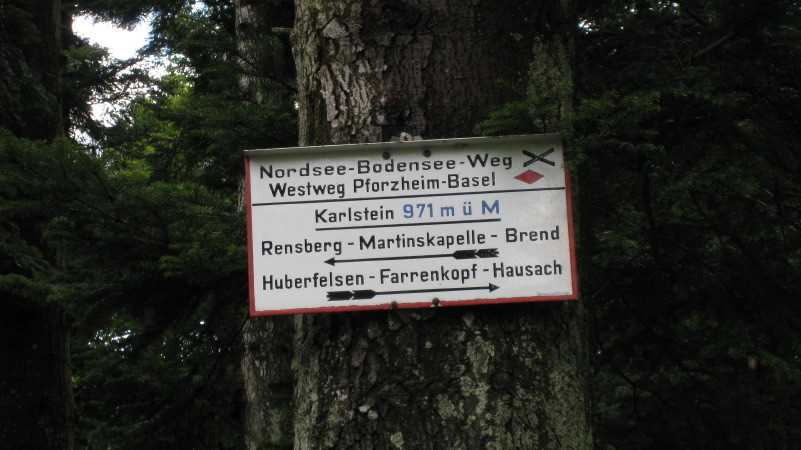 Nordsee-Bodensee-Weg
Westweg Pforzheim-Basel
Karlstein 971 m ü M
Rensberg - Martinskapelle - Brend
Huberfelsen - Farrenkopf - Hausach